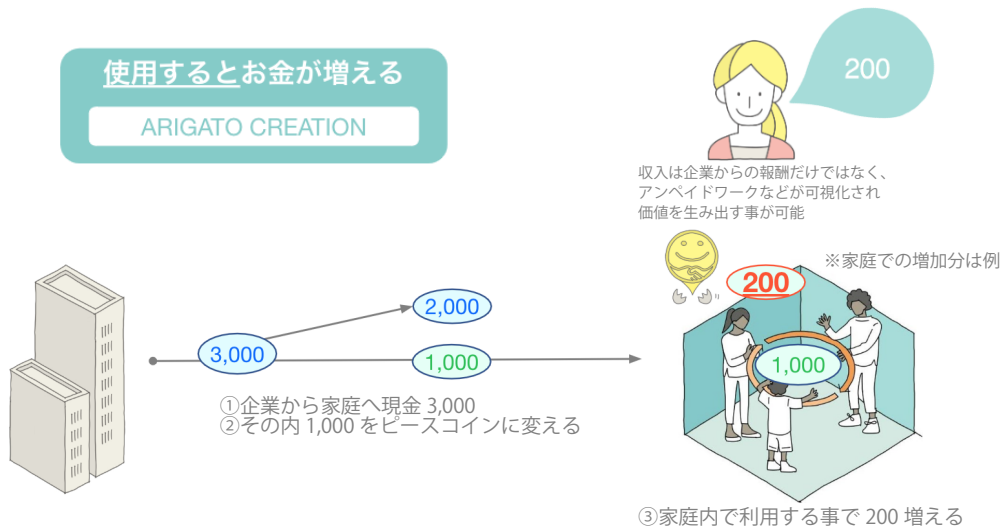 使用するとお金が増える
ARIGATO CREATION
200
収入は企業からの報酬だけではなく、
アンペイドワークなどが可視化され
価値を生み出す事が可能
※家庭での増加分は例
200
2,000
3,000
1,000
1,000
①企業から家庭へ現金 3,000
②その内 1,000 をピースコインに変える
③家庭内で利用する事で 200 増える